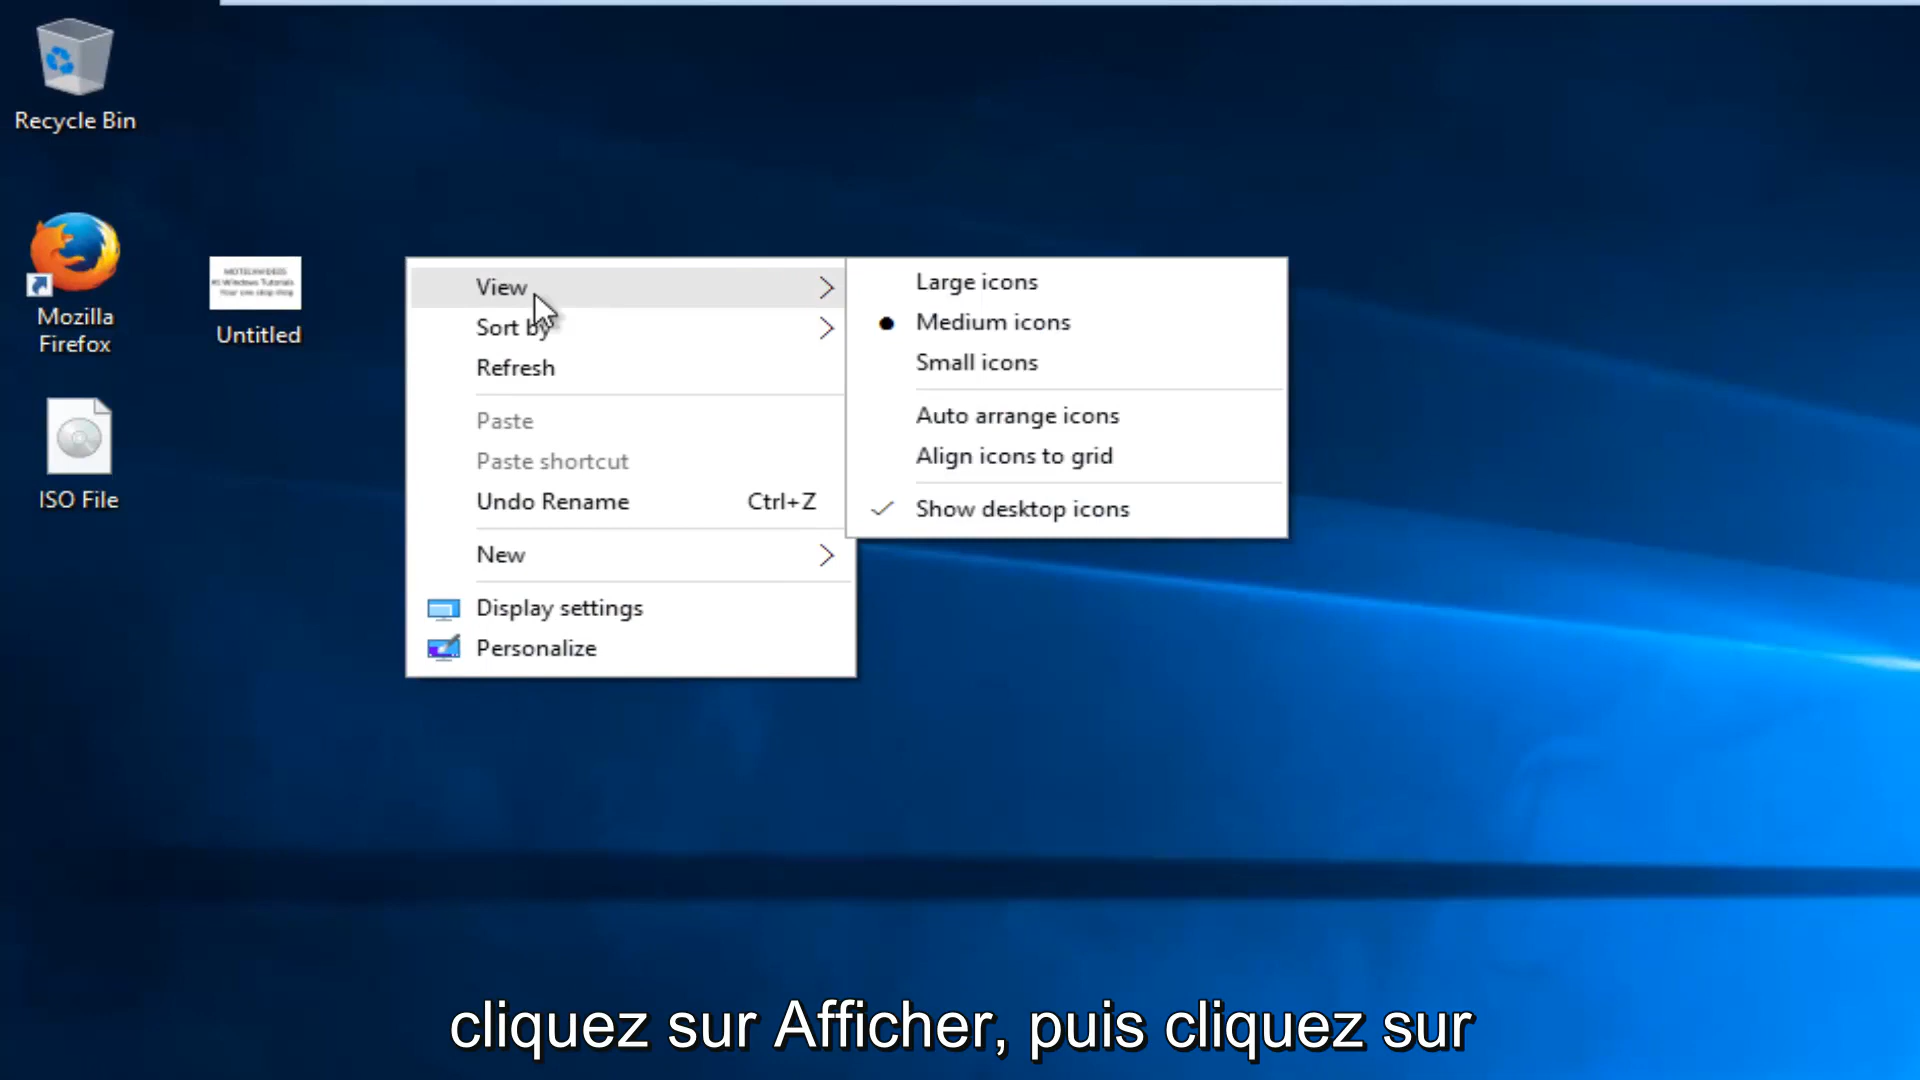 Recycle Bin
Mozilla
Firefox
Untitled
ISO File
View
Sort by
Refresh
Paste
Paste shortcut
Undo Rename Ctrl+Z
New
Display settings
Personalize
Large icons
Medium icons
Small icons
Auto arrange icons
Align icons to grid
Show desktop icons
cliquez sur Afficher, puis cliquez sur